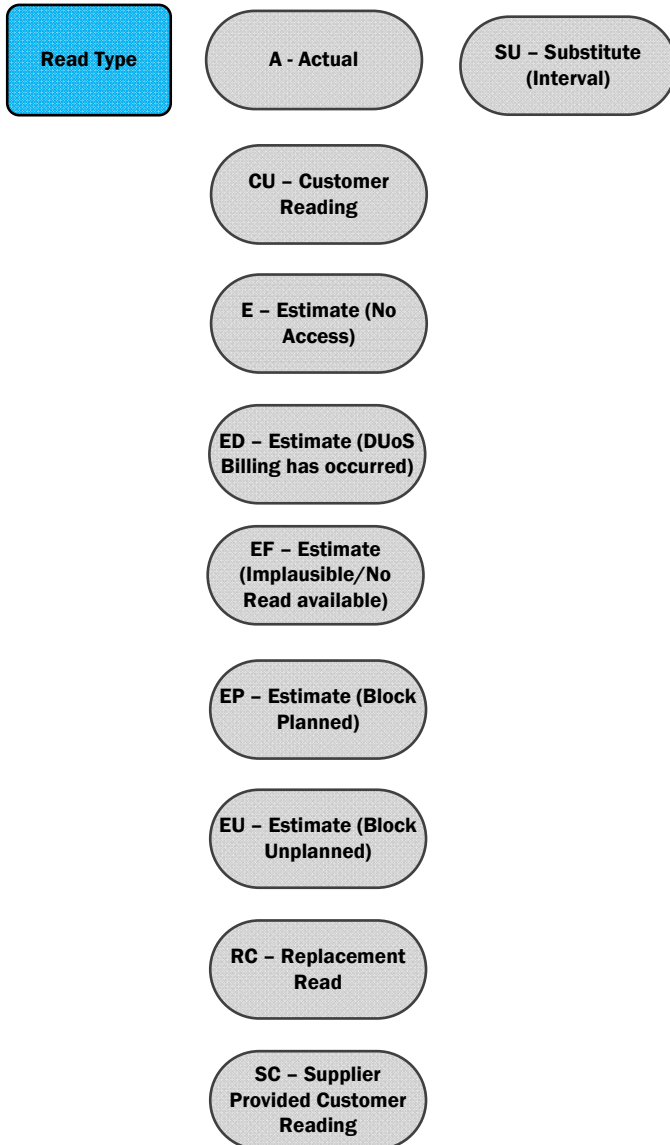 Read Type
A - Actual
SU – Substitute
(Interval)
CU – Customer
Reading
E – Estimate (No
Access)
ED – Estimate (DUoS
Billing has occurred)
EF – Estimate
(Implausible/No
Read available)
EP – Estimate (Block
Planned)
EU – Estimate (Block
Unplanned)
RC – Replacement
Read
SC – Supplier
Provided Customer
Reading